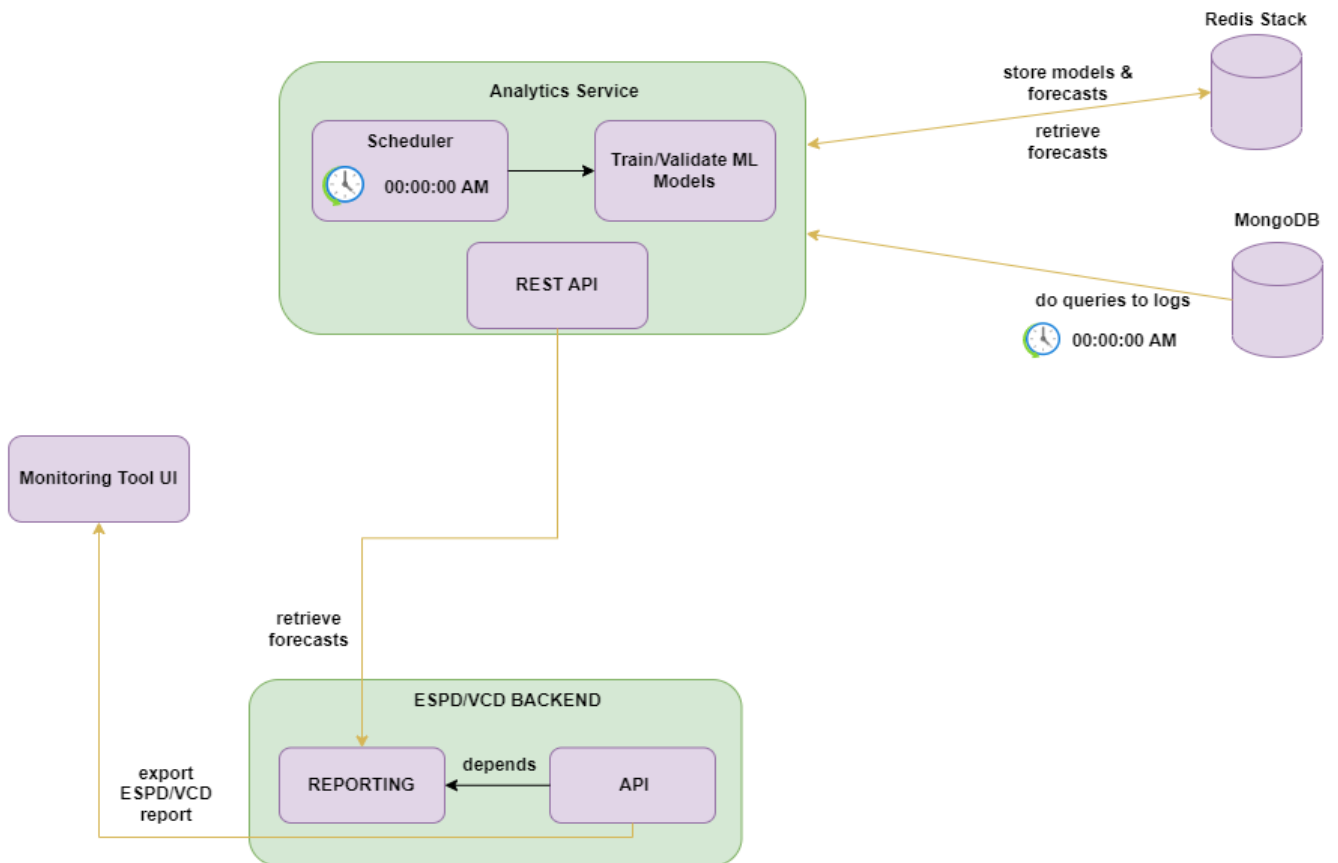 Redis Stack
Analytics Service
store models &
forecasts
retrieve
forecasts
Scheduler
00:00:00 AM
Train/Validate ML
Models
REST API
MongoDB
do queries to logs
00:00:00 AM
Monitoring Tool UI
retrieve
forecasts
ESPD/VCD BACKEND
REPORTING
depends
API
export
ESPD/VCD
report